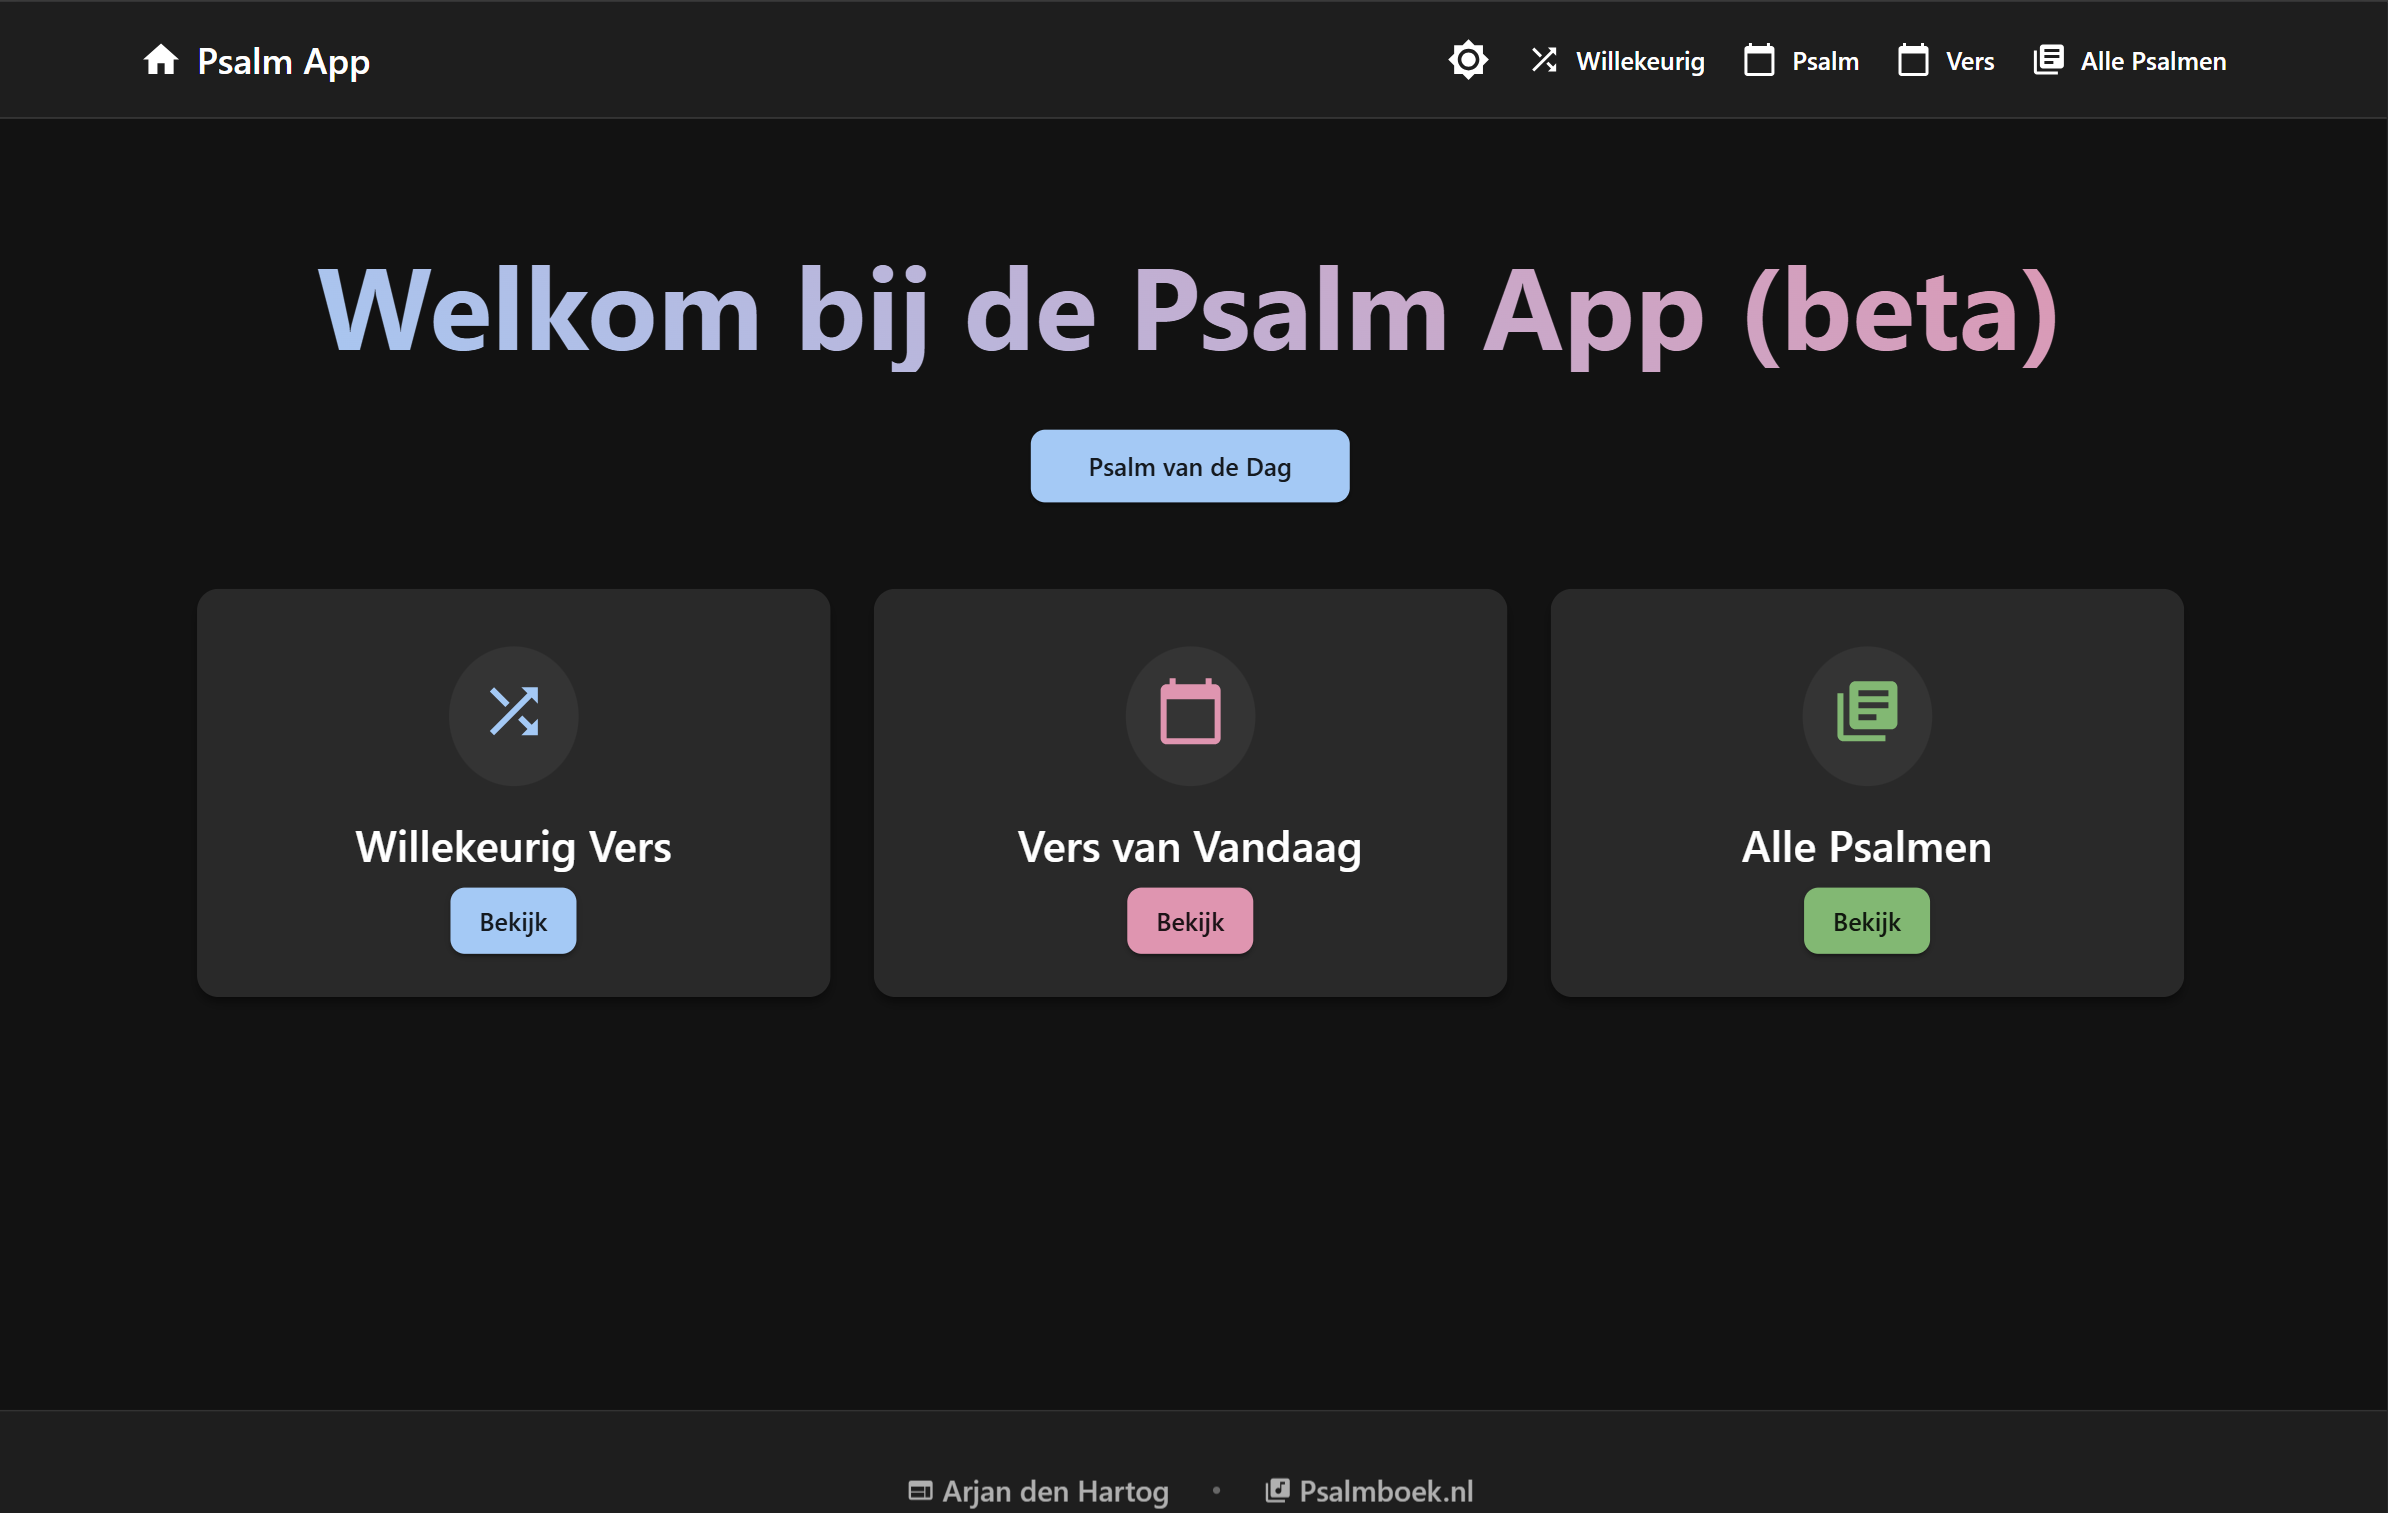 Psalm App
Willekeurig
Psalm
Vers
Alle Psalmen
Welkom bij de Psalm App (beta)
Psalm van de Dag
Willekeurig Vers
Bekijk
Vers van Vandaag
Bekijk
Alle Psalmen
Bekijk
Arjan den Hartog • Psalmboek.nl